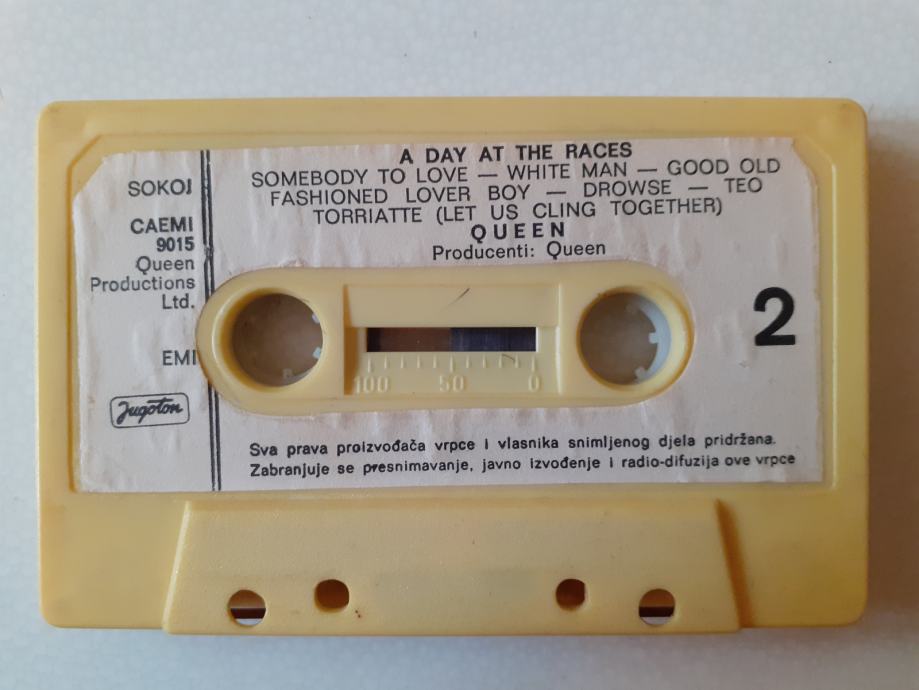 A DAY AT THE RACES
SOMEBODY TO LOVE — WHITE MAN — GOOD OLD
FASHIONED LOVER BOY — DROWSE — TEO
TORRIATTE (LET US CLING TOGETHER)
QUEEN
Producenti: Queen
SOKOJ
CAEMI
9015
Queen
Productions
Ltd.
EMI
Jugoton
2
100 50 0
Sva prava proizvođača vrpce i vlasnika snimljenog djela pridržana.
Zabranjuje se presnimavanje, javno izvođenje i radio-difuzija ove vrpce